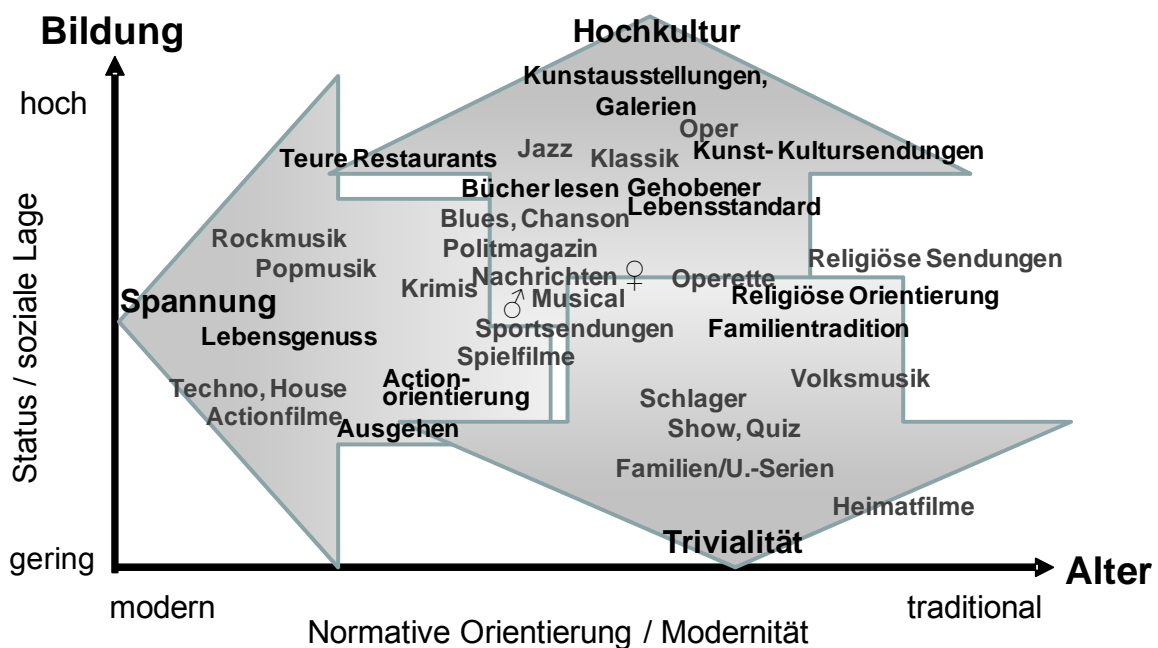 Bildung
Hochkultur
hoch
Kunstausstellungen,
Galerien
Oper
Jazz
Klassik
Kunst- Kultursendungen
Teure Restaurants
Bücher lesen
Gehobener
Lebensstandard
Blues, Chanson
Rockmusik
Politmagazin
Popmusik
Religiöse Sendungen
Nachrichten ♀
Operette
Krimis
♂ Musical
Religiöse Orientierung
Spannung
Sportsendungen
Familientradition
Lebensgenuss
Spielfilme
Status / soziale Lage
Action-
orientierung
Volksmusik
Techno, House
Schlager
Actionfilme
Ausgehen
Show, Quiz
Familien/U.-Serien
Heimatfilme
Trivialität
gering
Alter
modern
traditional
Normative Orientierung / Modernität